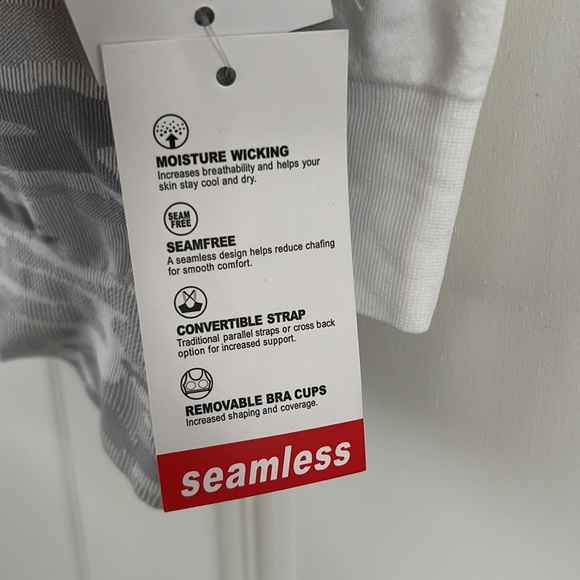 MOISTURE WICKING
Increases breathability and helps your
skin stay cool and dry.
SEAM
FREE
SEAMFREE
A seamless design helps reduce chafing
for smooth comfort.
CONVERTIBLE STRAP
Traditional parallel straps or cross back
option for increased support.
REMOVABLE BRA CUPS
Increased shaping and coverage.
seamless